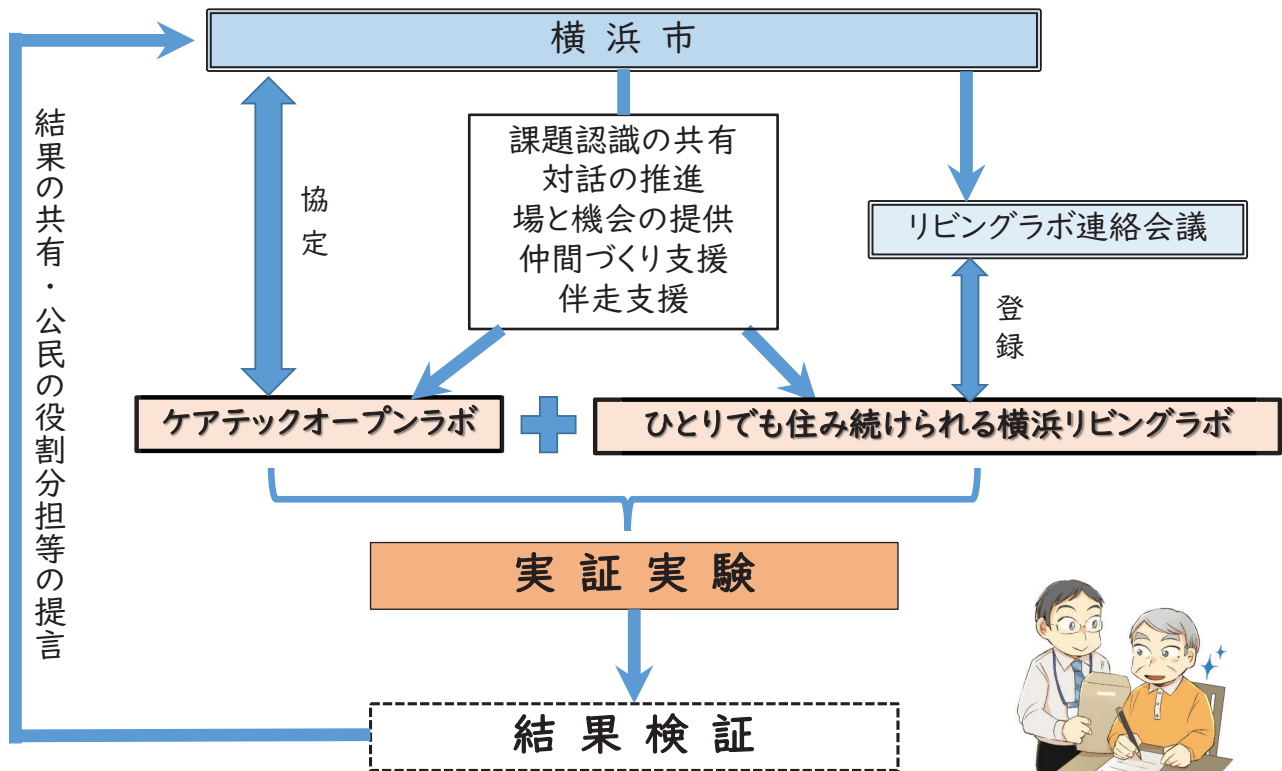 横浜市
結果の共有・公民の役割分担等の提言
協定
課題認識の共有
対話の推進
場と機会の提供
仲間づくり支援
伴走支援
リビングラボ連絡会議
登録
ケアテックオープンラボ
ひとりでも住み続けられる横浜リビングラボ
実証実験
結果検証